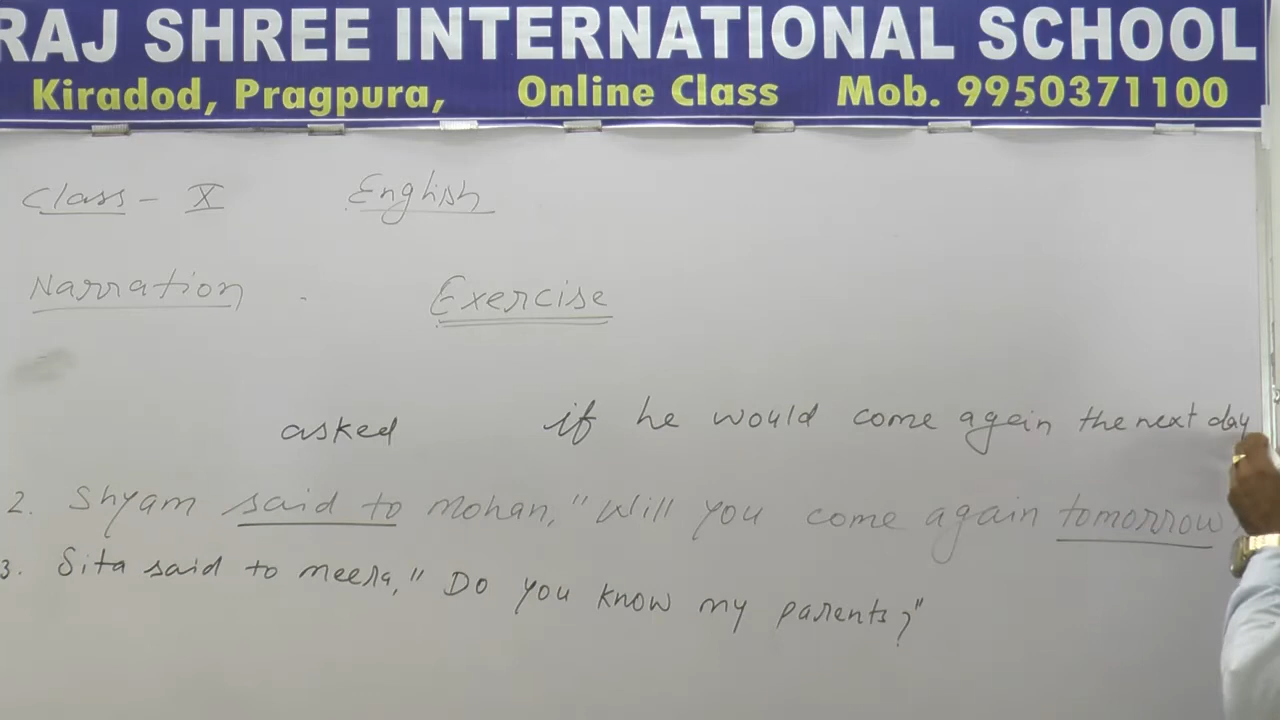 RAJ SHREE INTERNATIONAL SCHOOL
Kiradod, Pragpura, Online Class Mob. 9950371100
Class - X English
Narration . Exercise
asked if he would come again the next day
2. Shyam said to Mohan, "Will you come again tomorrow
3. Sita said to meera, " Do you know my parents?"